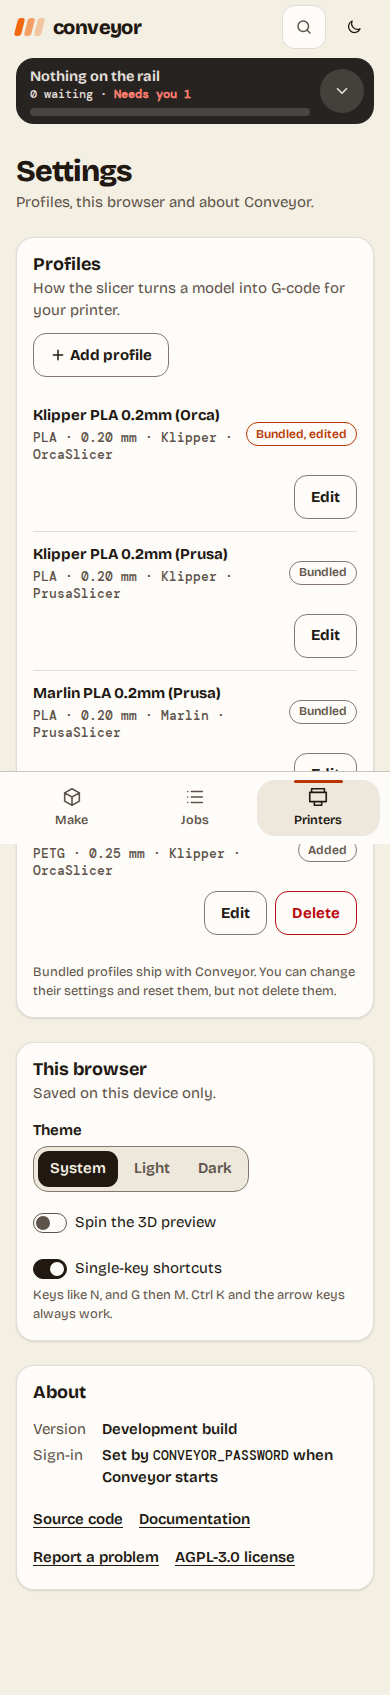 conveyor
Nothing on the rail
0 waiting · Needs you 1
Settings
Profiles, this browser and about Conveyor.
Profiles
How the slicer turns a model into G-code for
your printer.
+ Add profile
Klipper PLA 0.2mm (Orca)
PLA · 0.20 mm · Klipper ·
OrcaSlicer
Bundled, edited
Edit
Klipper PLA 0.2mm (Prusa)
PLA · 0.20 mm · Klipper ·
PrusaSlicer
Bundled
Edit
Marlin PLA 0.2mm (Prusa)
PLA · 0.20 mm · Marlin ·
PrusaSlicer
Bundled
Make
Jobs
Printers
PETG · 0.25 mm · Klipper ·
OrcaSlicer
Added
Edit
Delete
Bundled profiles ship with Conveyor. You can change
their settings and reset them, but not delete them.
This browser
Saved on this device only.
Theme
System
Light
Dark
Spin the 3D preview
Single-key shortcuts
Keys like N, and G then M. Ctrl K and the arrow keys
always work.
About
Version Development build
Sign-in Set by CONVEYOR_PASSWORD when
Conveyor starts
Source code Documentation
Report a problem AGPL-3.0 license